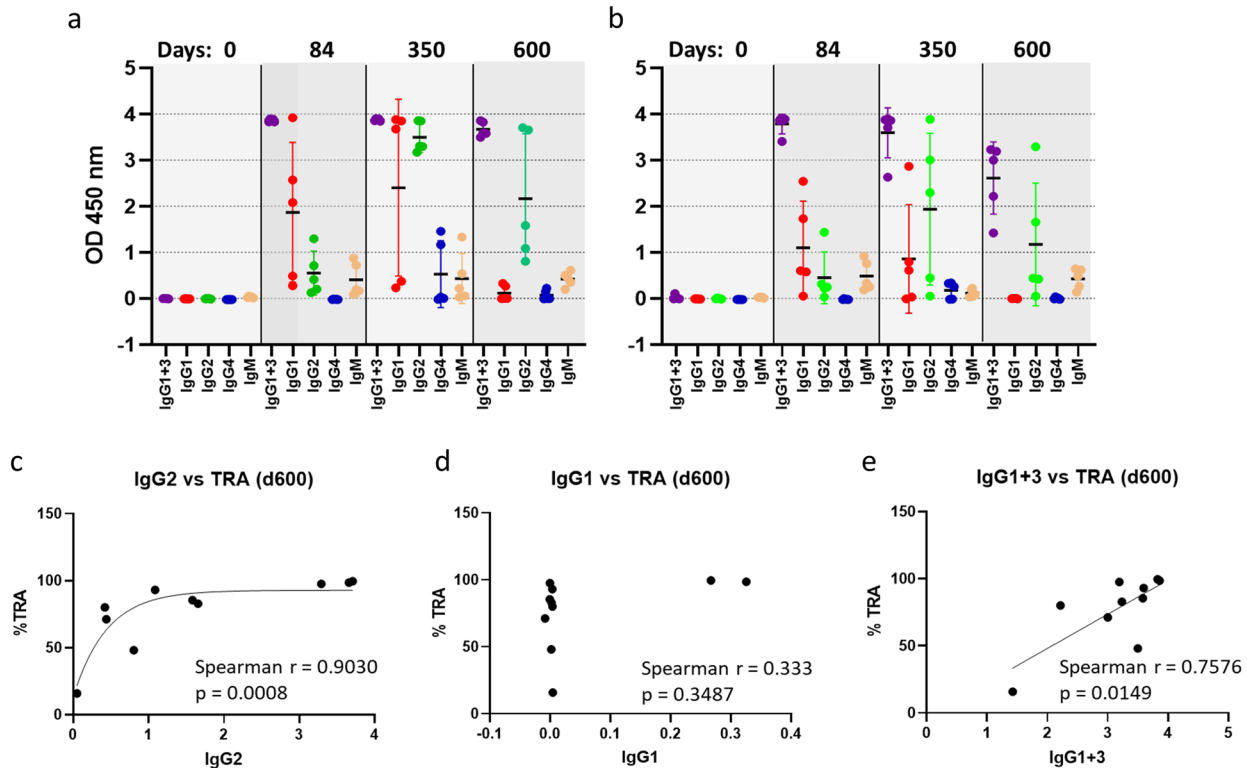 a
Days: 0 84 350 600
OD 450 nm
5
4
3
2
1
0
-1
IgG1+3 IgG1 IgG2 IgG4 IgM IgG1+3 IgG1 IgG2 IgG4 IgM IgG1+3 IgG1 IgG2 IgG4 IgM IgG1+3 IgG1 IgG2 IgG4 IgM
b
Days: 0 84 350 600
5
4
3
2
1
0
-1
IgG1+3 IgG1 IgG2 IgG4 IgM IgG1+3 IgG1 IgG2 IgG4 IgM IgG1+3 IgG1 IgG2 IgG4 IgM IgG1+3 IgG1 IgG2 IgG4 IgM
c
IgG2 vs TRA (d600)
%TRA
150
100
50
0
Spearman r = 0.9030
p = 0.0008
0 1 2 3 4
IgG2
d
IgG1 vs TRA (d600)
% TRA
150
100
50
0
Spearman r = 0.333
p = 0.3487
-0.1 0.0 0.1 0.2 0.3 0.4
IgG1
e
IgG1+3 vs TRA (d600)
% TRA
150
100
50
0
Spearman r = 0.7576
p = 0.0149
0 1 2 3 4 5
IgG1+3